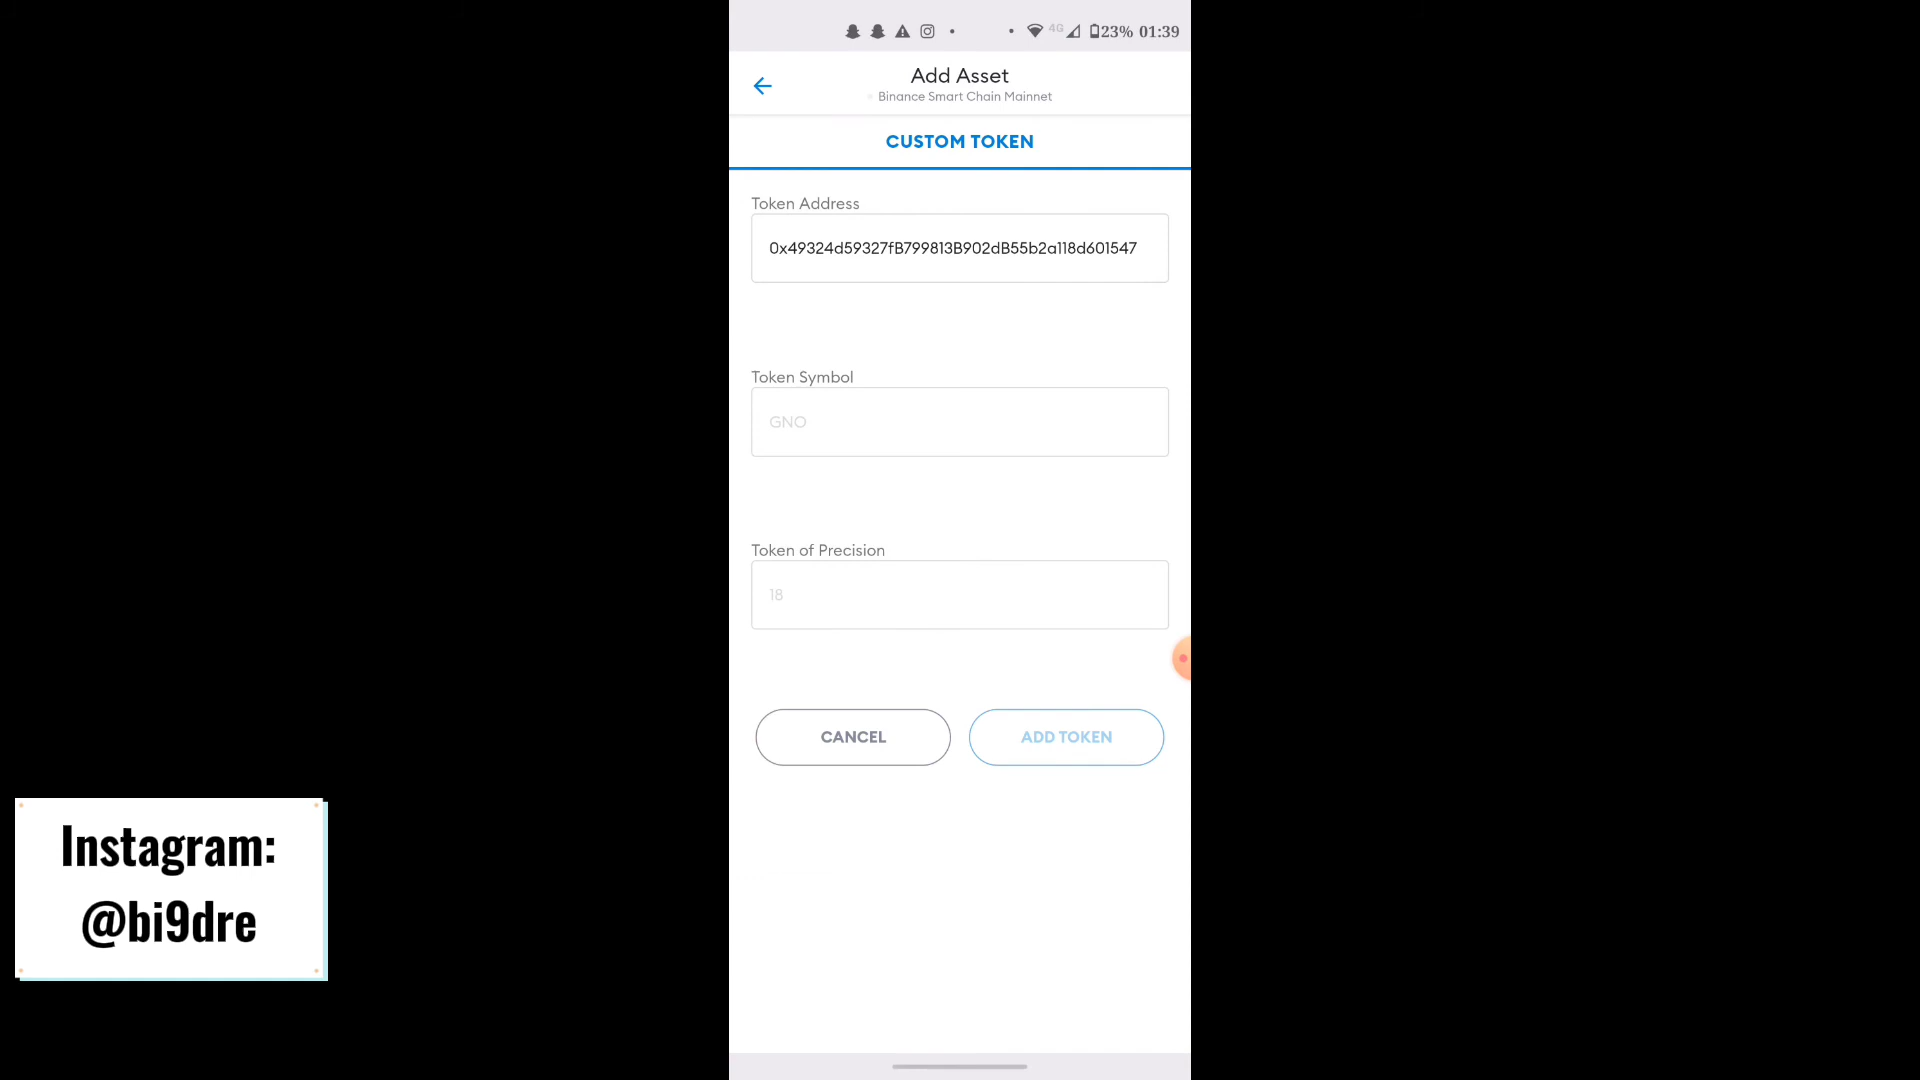 4G 23% 01:39
Add Asset
Binance Smart Chain Mainnet
CUSTOM TOKEN
Token Address
0x49324d59327fB799813B902dB55b2a118d601547
Token Symbol
GNO
Token of Precision
18
CANCEL ADD TOKEN
Instagram:
@bi9dre